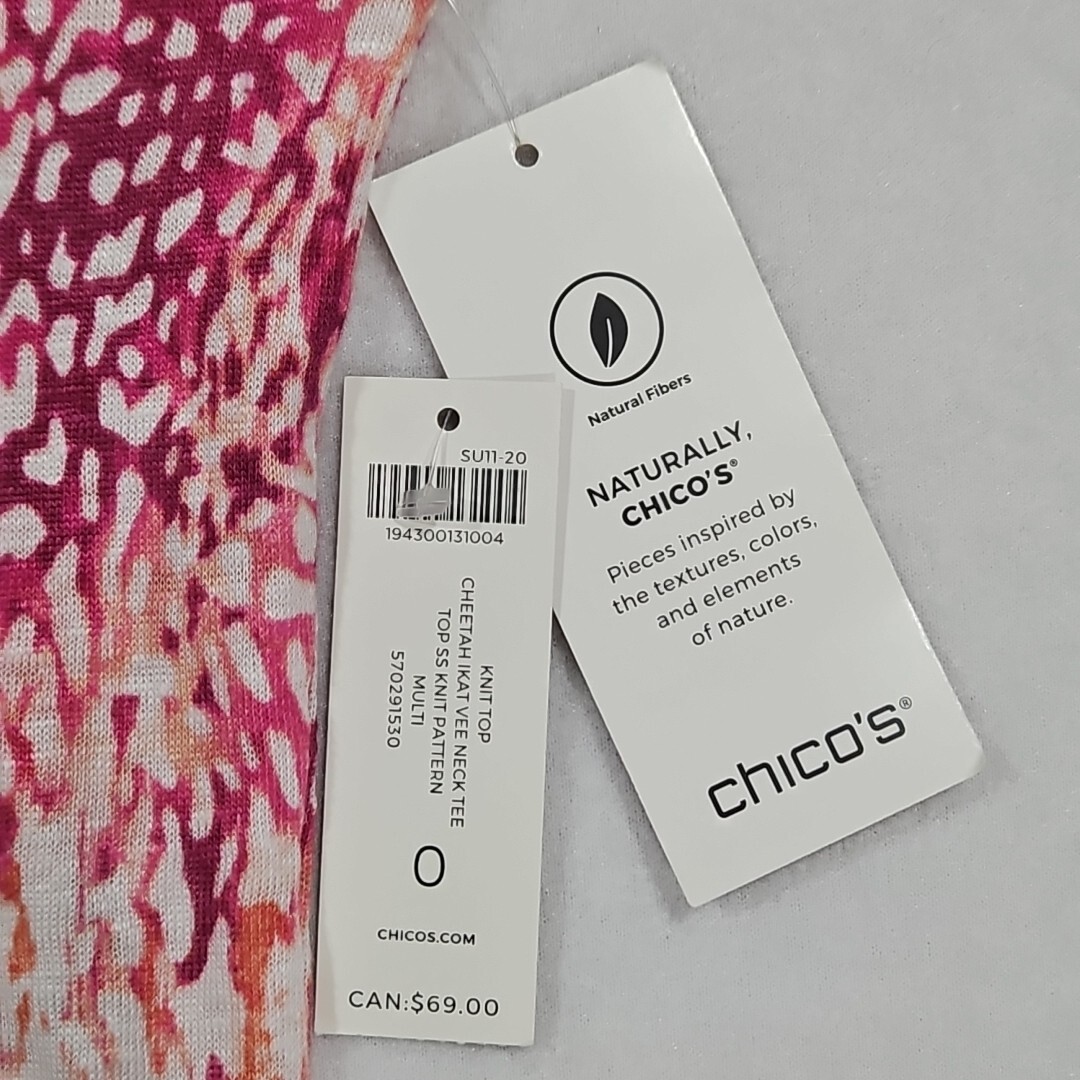 Natural Fibers
NATURALLY,
CHICO'S®
Pieces inspired by
the textures, colors,
and elements
of nature.
chico's®
SU11-20
194300131004
KNIT TOP
CHEETAH IKAT VEE NECK TEE
TOP SS KNIT PATTERN
MULTI
570291530
0
CHICOS.COM
CAN:$69.00